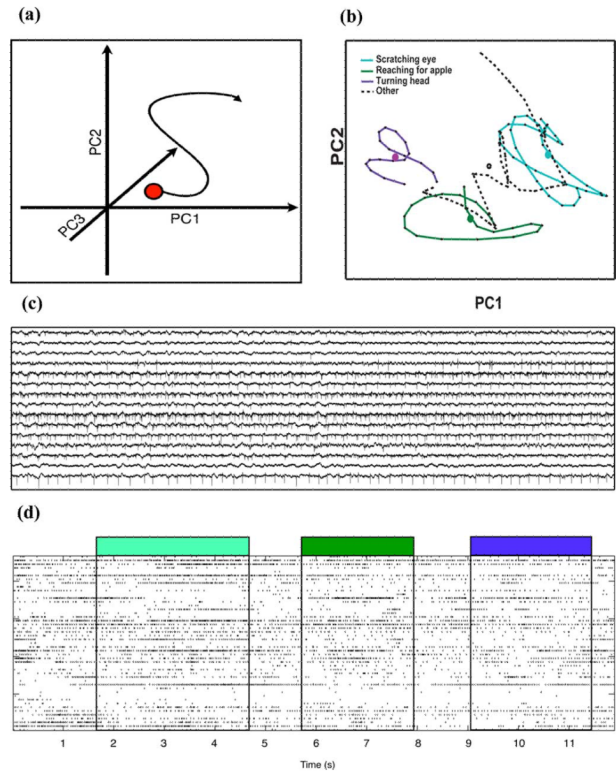 (a)
PC2
PC1
PC3
(b)
Scratching eye
Reaching for apple
Turning head
Other
PC2
PC1
(c)
(d)
1 2 3 4 5 6 7 8 9 10 11
Time (s)